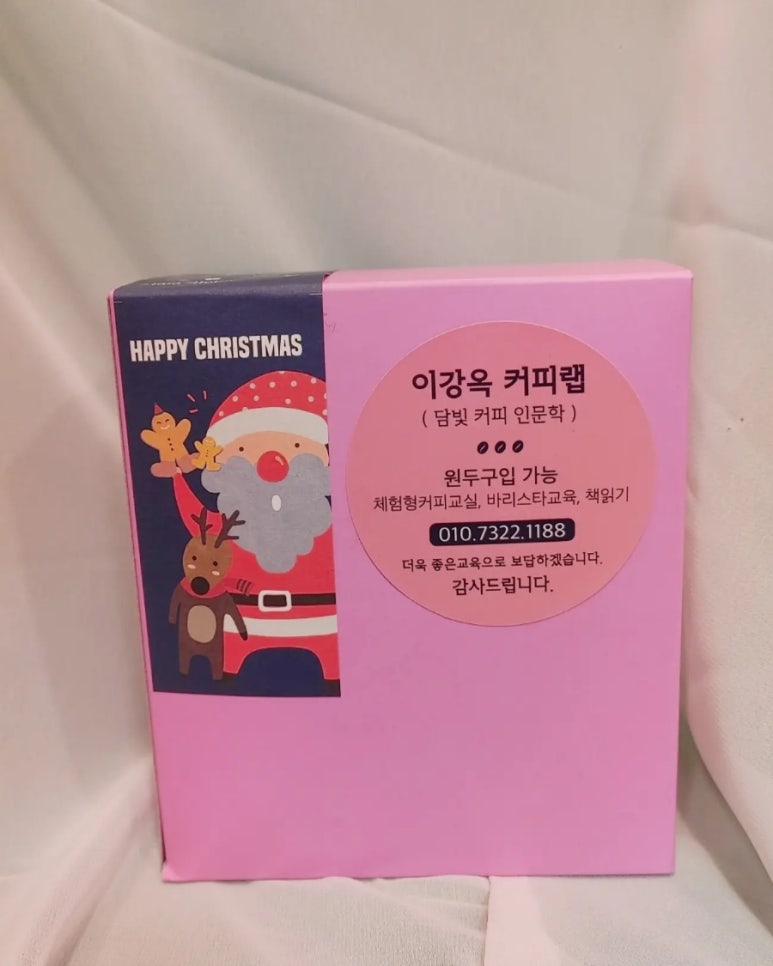 HAPPY CHRISTMAS
이강옥 커피랩
( 담빛 커피 인문학 )
원두구입 가능
체험형커피교실, 바리스타교육, 책읽기
010.7322.1188
더욱 좋은교육으로 보답하겠습니다.
감사드립니다.